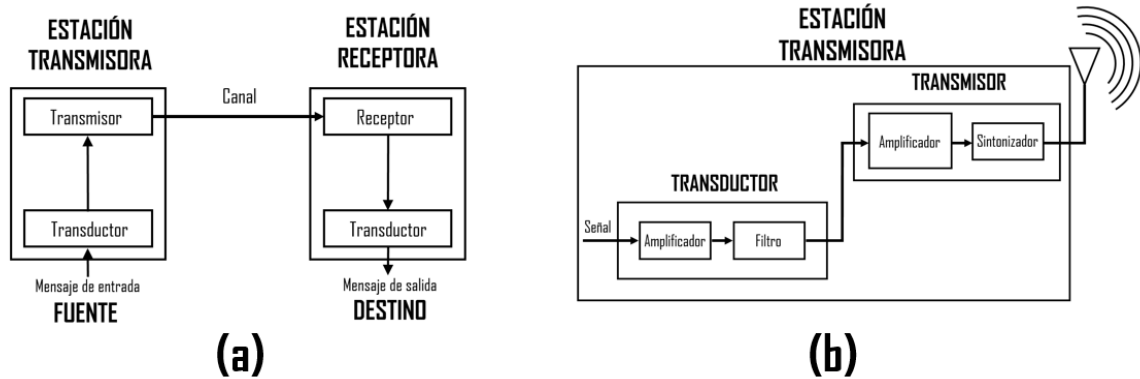 ESTACIÓN
TRANSMISORA
Transmisor
Transductor
Mensaje de entrada
FUENTE
Canal
ESTACIÓN
RECEPTORA
Receptor
Transductor
Mensaje de salida
DESTINO
(a)
ESTACIÓN
TRANSMISORA
TRANSMISOR
Amplificador
Sintonizador
TRANSDUCTOR
Señal
Amplificador
Filtro
(b)